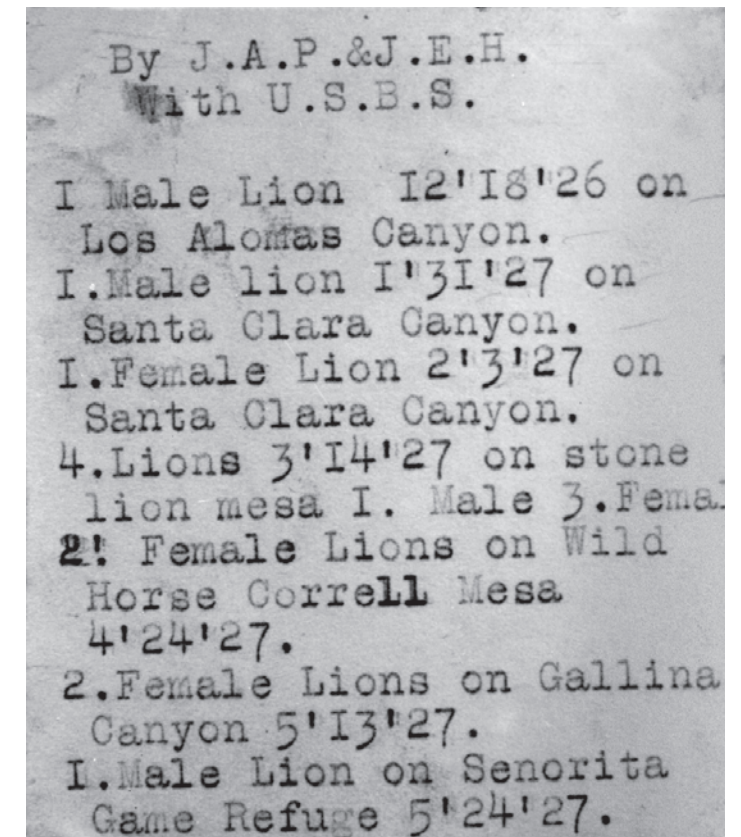 By J.A.P.&J.E.H.
With U.S.B.S.
I Male Lion I2'I8'26 on
Los Alomas Canyon.
I.Male lion I'3I'27 on
Santa Clara Canyon.
I.Female Lion 2'3'27 on
Santa Clara Canyon.
4.Lions 3'I4'27 on stone
lion mesa I. Male 3.Femal
2! Female Lions on Wild
Horse Correll Mesa
4'24'27.
2.Female Lions on Gallina
Canyon 5'I3'27.
I.Male Lion on Senorita
Game Refuge 5'24'27.